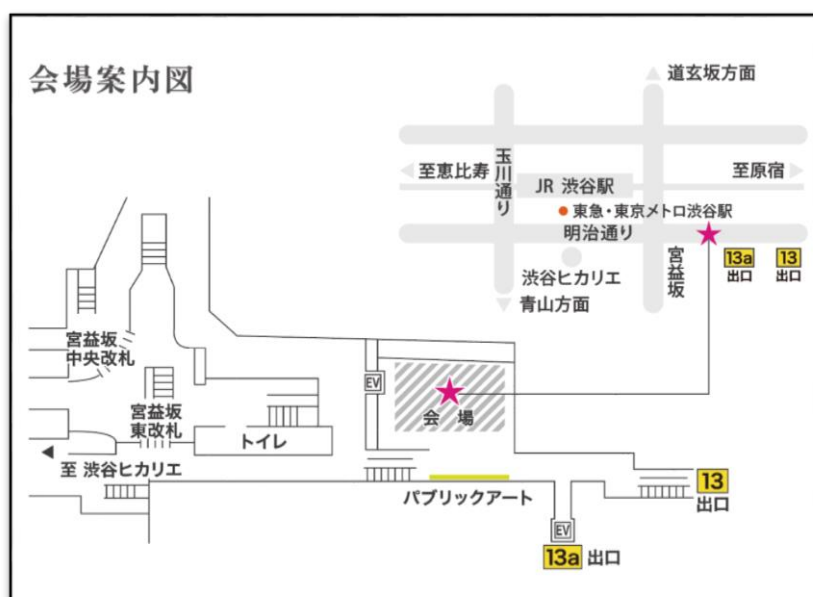 会場案内図
道玄坂方面
玉川通り
至恵比寿
JR 渋谷駅
至原宿
東急・東京メトロ渋谷駅
明治通り
13a
出口
13
出口
渋谷ヒカリエ
宮益坂
青山方面
宮益坂
中央改札
EV
宮益坂
東改札
会 場
トイレ
至 渋谷ヒカリエ
13
出口
パブリックアート
EV
13a 出口